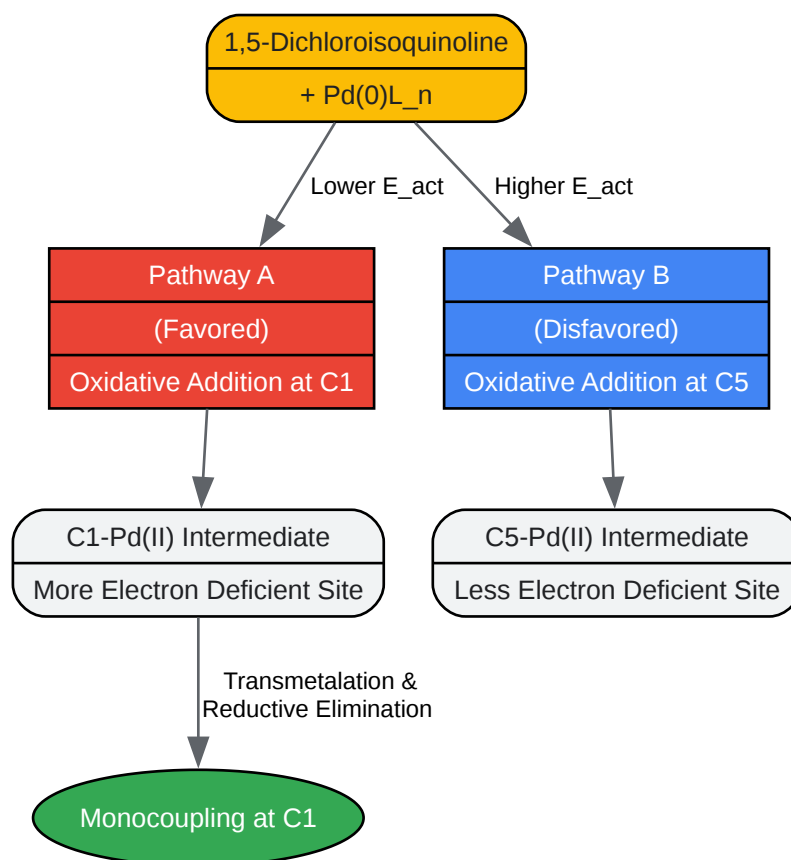 1,5-Dichloroisoquinoline
+ Pd(0)L_n
Lower E_act
Higher E_act
Pathway A
(Favored)
Oxidative Addition at C1
Pathway B
(Disfavored)
Oxidative Addition at C5
C1-Pd(II) Intermediate
More Electron Deficient Site
C5-Pd(II) Intermediate
Less Electron Deficient Site
Transmetalation &
Reductive Elimination
Monocoupling at C1